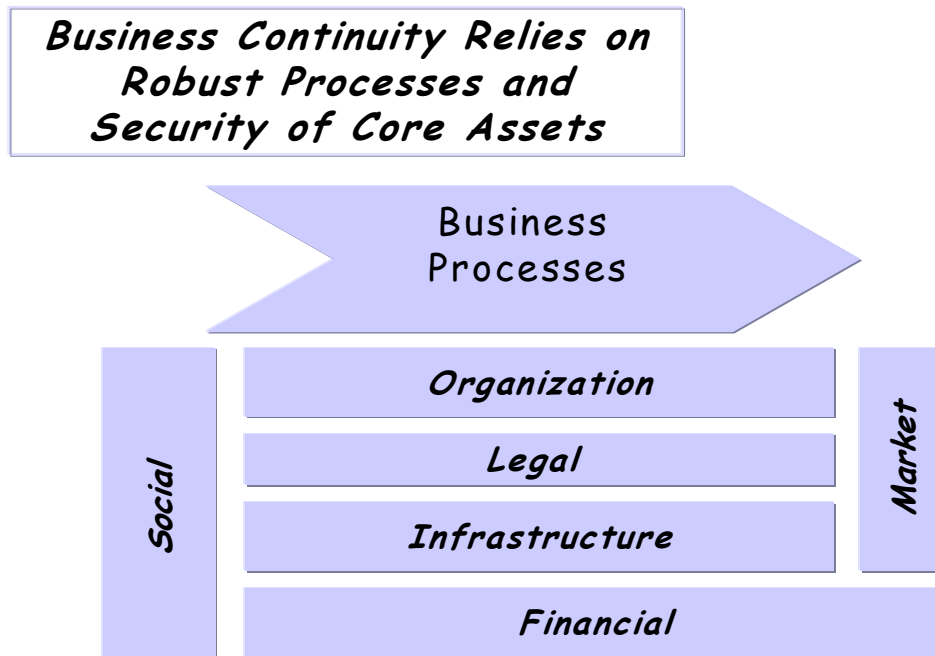 Business Continuity Relies on
Robust Processes and
Security of Core Assets
Business
Processes
Organization
Legal
Infrastructure
Financial
Social
Market